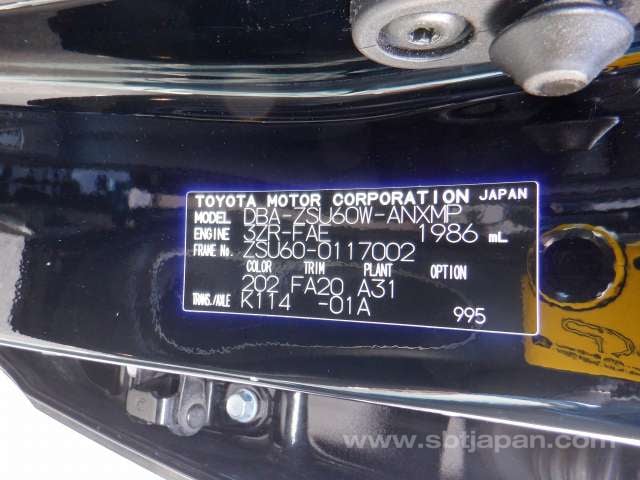 TOYOTA MOTOR CORPORATION JAPAN
MODEL DBA-ZSU60W-ANXMP
ENGINE 3ZR-FAE 1986 mL
FRAME No. ZSU60-0117002
COLOR TRIM PLANT OPTION
202 FA20 A31
TRANS./AXLE K114 -01A
995
www.sbtjapan.com